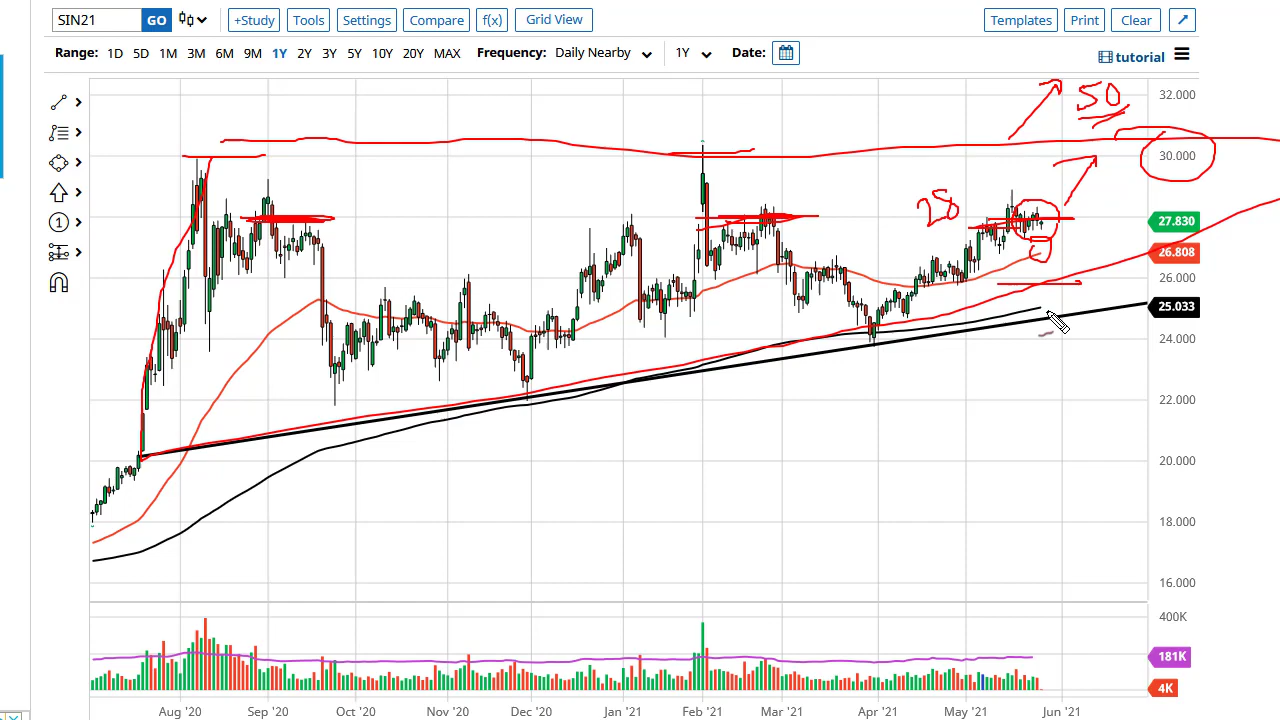 SIN21 GO +Study Tools Settings Compare f(x) Grid View Templates Print Clear
Range: 1D 5D 1M 3M 6M 9M 1Y 2Y 3Y 5Y 10Y 20Y MAX Frequency: Daily Nearby 1Y Date: tutorial
1
50
28
32.000
30.000
27.830
26.808
26.000
25.033
24.000
22.000
20.000
18.000
16.000
400K
181K
4K
Aug '20 Sep '20 Oct '20 Nov '20 Dec '20 Jan '21 Feb '21 Mar '21 Apr '21 May '21 Jun '21